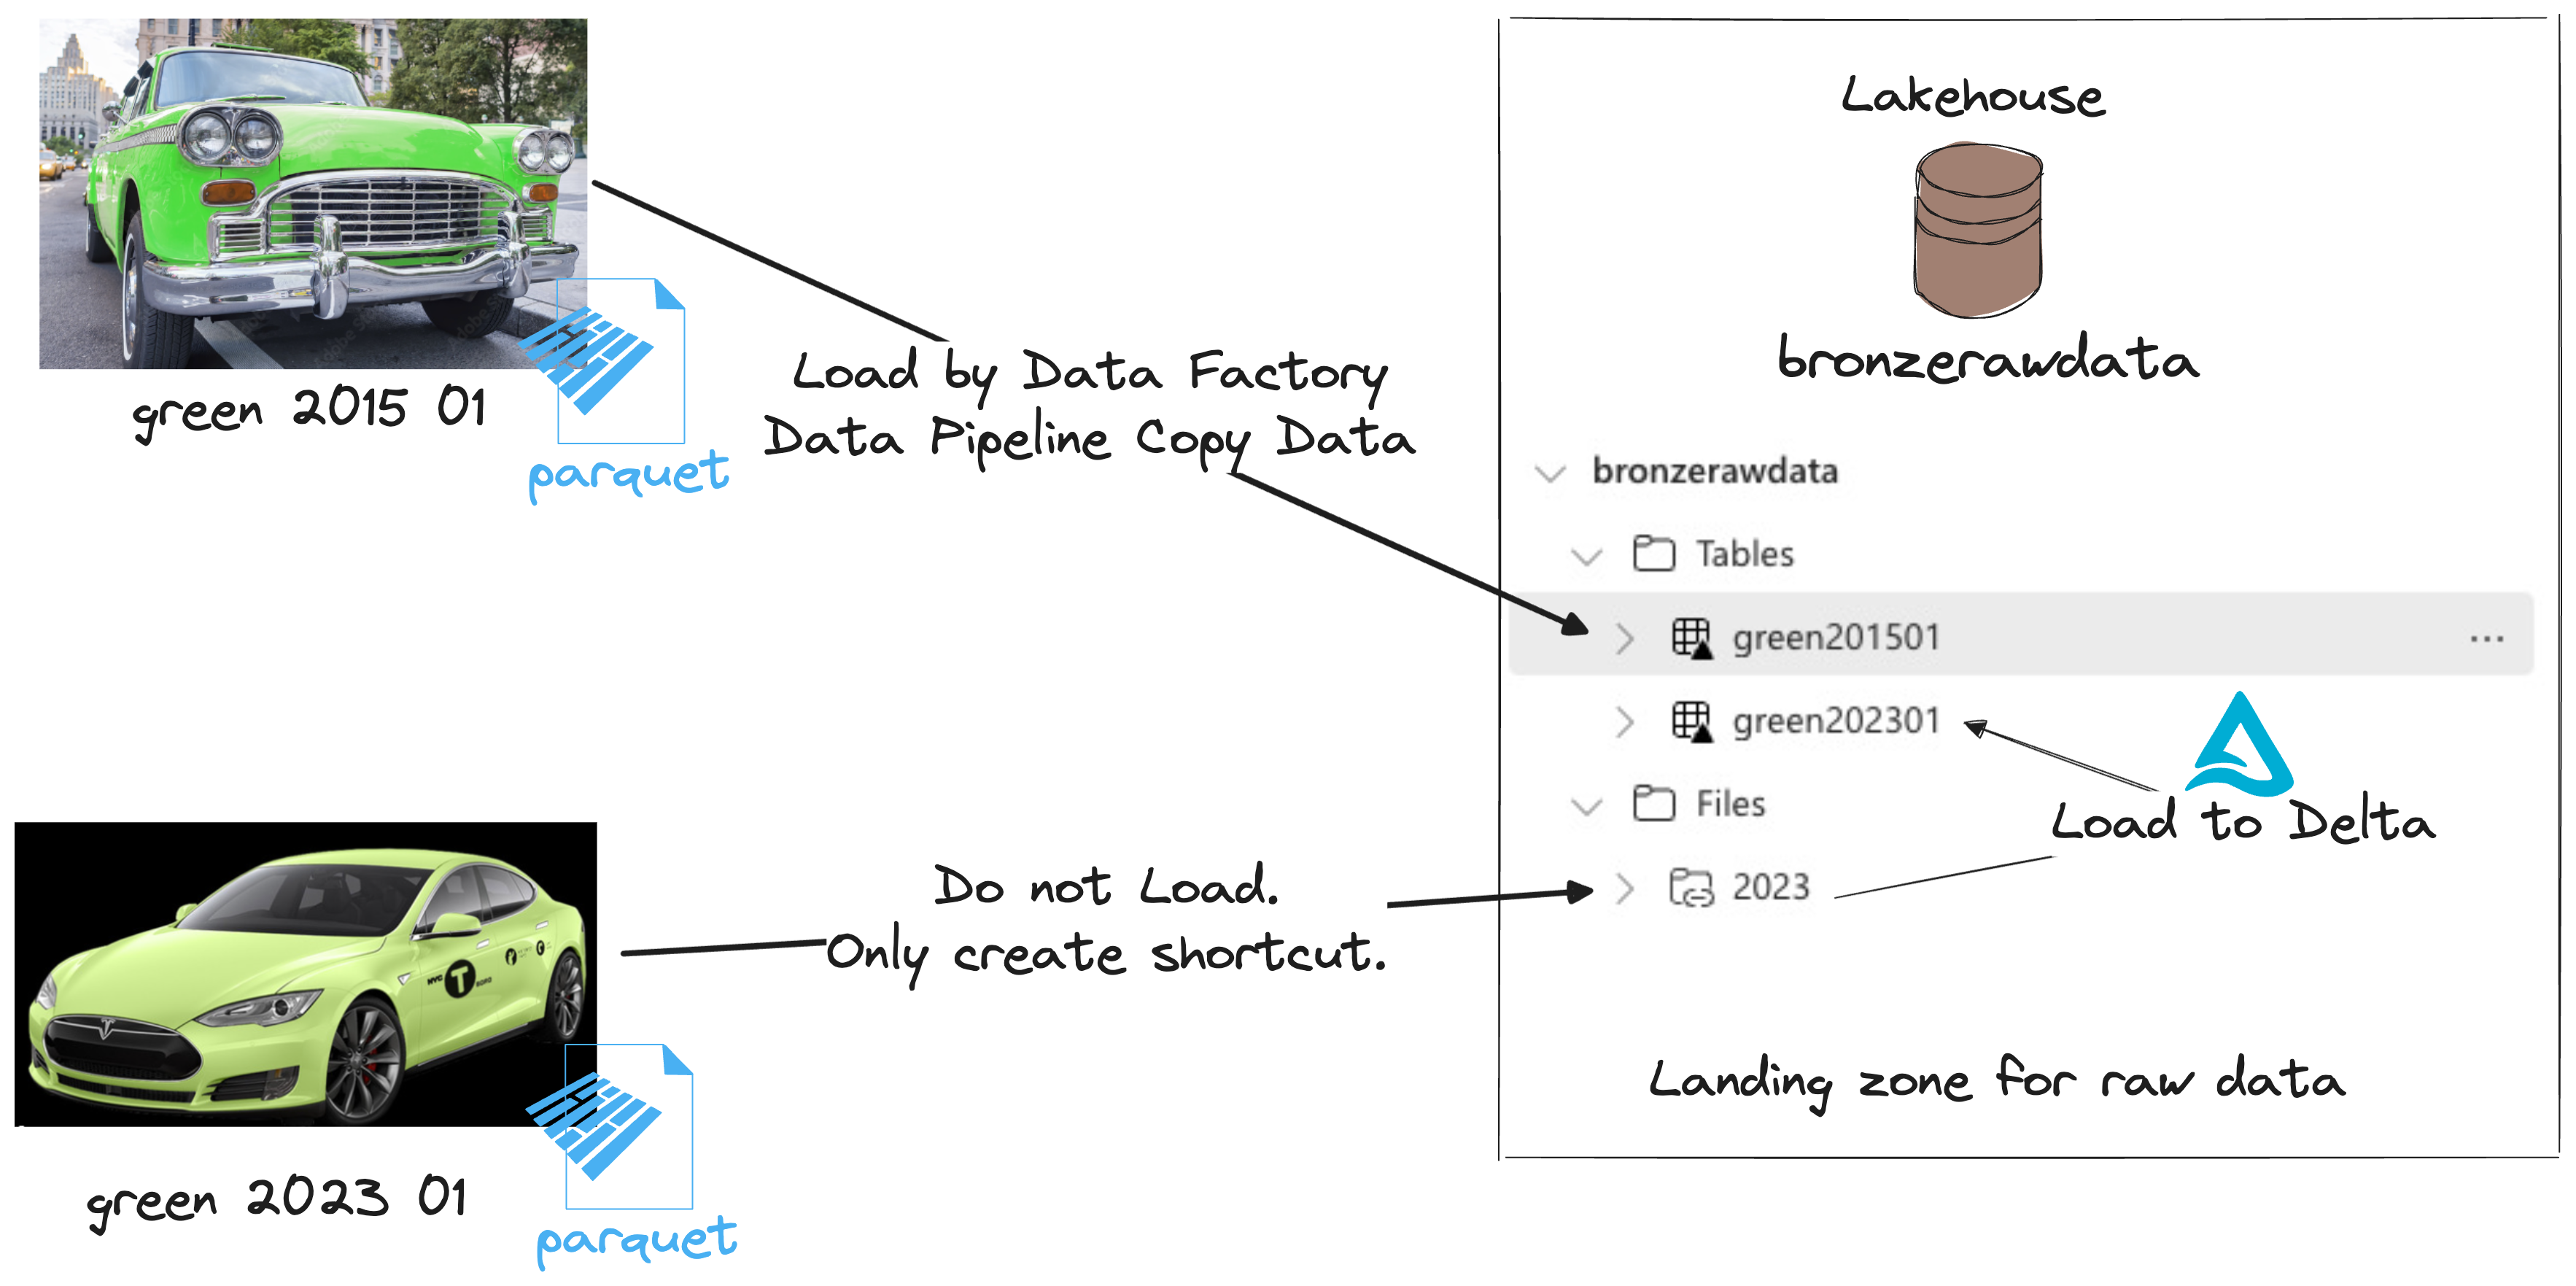 green 2015 01
parquet
Load by Data Factory
Data Pipeline Copy Data
green 2023 01
parquet
NYC T BORO
Do not Load.
Only create shortcut.
Lakehouse
bronzerawdata
bronzerawdata
Tables
green201501
...
green202301
Files
2023
Load to Delta
Landing zone for raw data